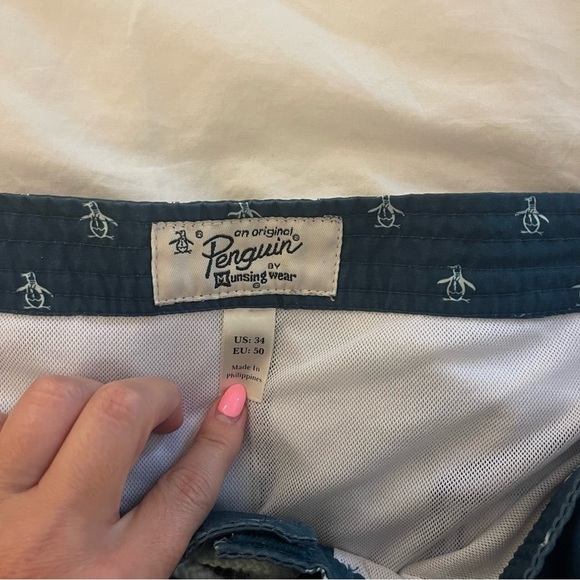 an original
Penguin®
BY
Munsingwear
©
US: 34
EU: 50
Made In
Philippines